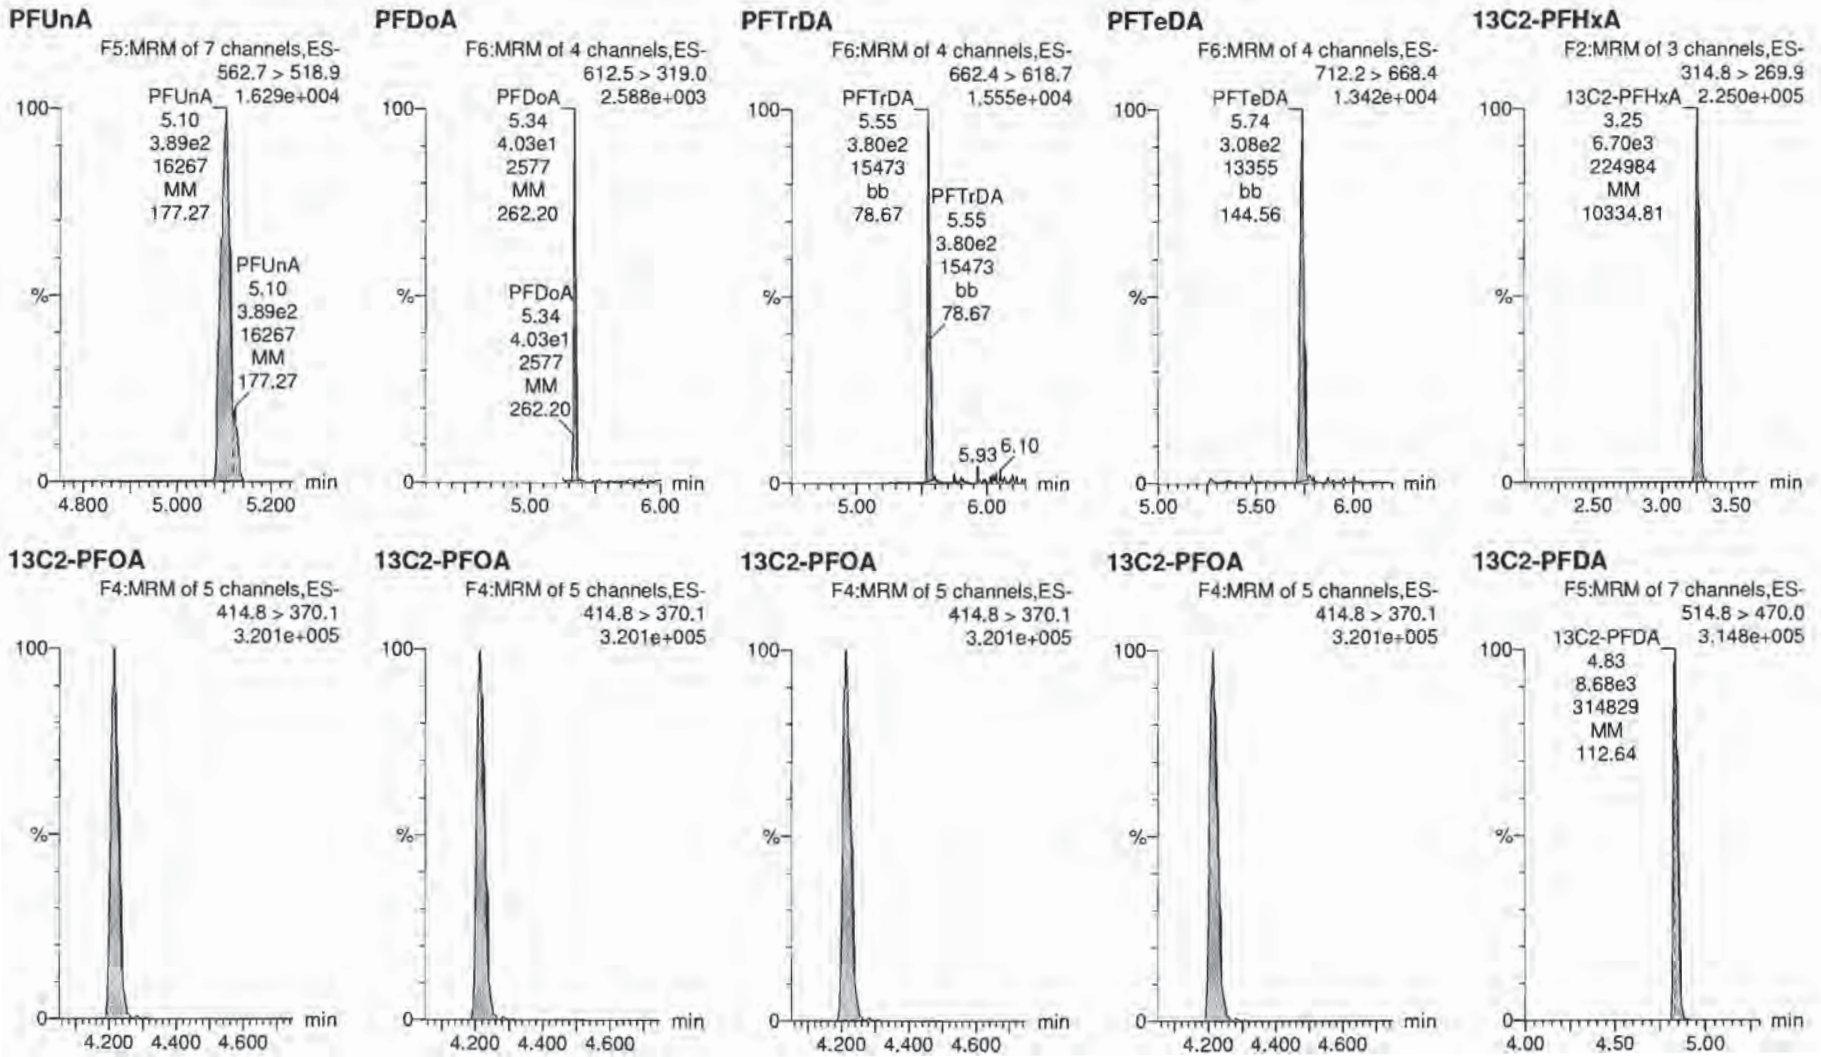 PFUnA
F5:MRM of 7 channels,ES-
562.7 > 518.9
1.629e+004
PFUnA
5.10
3.89e2
16267
MM
177.27
PFUnA
5.10
3.89e2
16267
MM
177.27
100
%
0
4.800 5.000 5.200 min
PFDoA
F6:MRM of 4 channels,ES-
612.5 > 319.0
2.588e+003
PFDoA
5.34
4.03e1
2577
MM
262.20
PFDoA
5.34
4.03e1
2577
MM
262.20
100
%
0
5.00 6.00 min
PFTrDA
F6:MRM of 4 channels,ES-
662.4 > 618.7
1.555e+004
PFTrDA
5.55
3.80e2
15473
bb
78.67
PFTrDA
5.55
3.80e2
15473
bb
78.67
5.93 6.10
100
%
0
5.00 6.00 min
PFTeDA
F6:MRM of 4 channels,ES-
712.2 > 668.4
1.342e+004
PFTeDA
5.74
3.08e2
13355
bb
144.56
100
%
0
5.00 5.50 6.00 min
13C2-PFHxA
F2:MRM of 3 channels,ES-
314.8 > 269.9
2.250e+005
13C2-PFHxA
3.25
6.70e3
224984
MM
10334.81
100
%
0
2.50 3.00 3.50 min
13C2-PFOA
F4:MRM of 5 channels,ES-
414.8 > 370.1
3.201e+005
100
%
0
4.200 4.400 4.600 min
13C2-PFOA
F4:MRM of 5 channels,ES-
414.8 > 370.1
3.201e+005
100
%
0
4.200 4.400 4.600 min
13C2-PFOA
F4:MRM of 5 channels,ES-
414.8 > 370.1
3.201e+005
100
%
0
4.200 4.400 4.600 min
13C2-PFOA
F4:MRM of 5 channels,ES-
414.8 > 370.1
3.201e+005
100
%
0
4.200 4.400 4.600 min
13C2-PFDA
F5:MRM of 7 channels,ES-
514.8 > 470.0
3.148e+005
13C2-PFDA
4.83
8.68e3
314829
MM
112.64
100
%
0
4.00 4.50 5.00 min